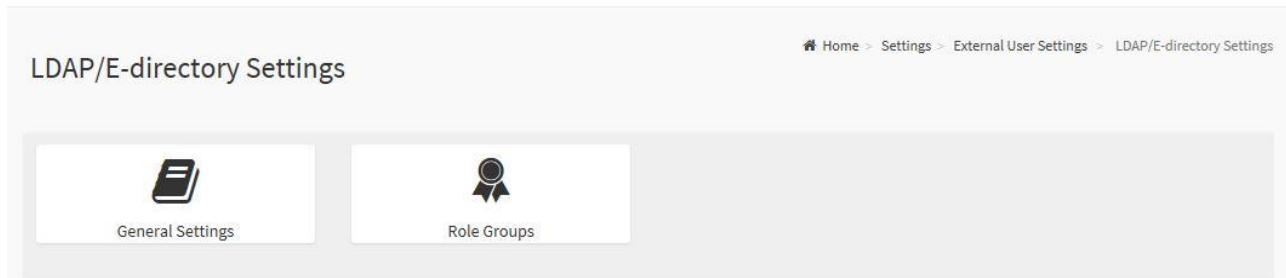 Home > Settings > External User Settings > LDAP/E-directory Settings
LDAP/E-directory Settings
General Settings
Role Groups